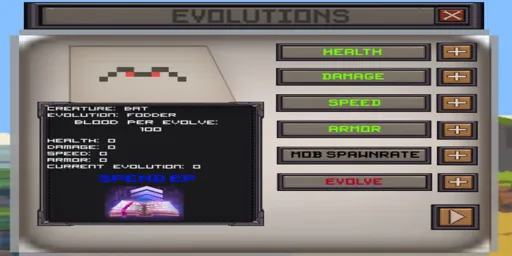 EVOLUTIONS
HEALTH
DAMAGE
SPEED
ARMOR
MOB SPAWNRATE
EVOLVE
CREATURE: BAT
EVOLUTION: FODDER
BLOOD PER EVOLVE:
100
HEALTH: 0
DAMAGE: 0
SPEED: 0
ARMOR: 0
CURRENT EVOLUTION: 0
SPEND EP